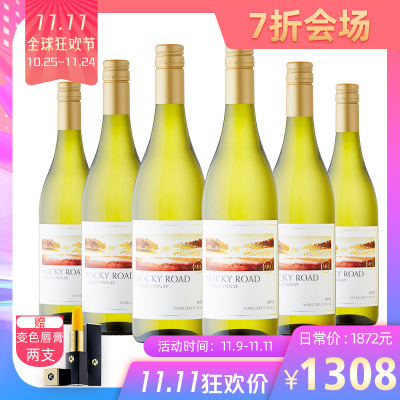 11.11
全球狂欢节
10.25-11.24
7折会场
ROCKY ROAD
CHARDONNAY
MARGARET RIVER
赠
变色唇膏
两支
活动时间：11.9-11.11
日常价：1872元
11.11狂欢价
¥1308